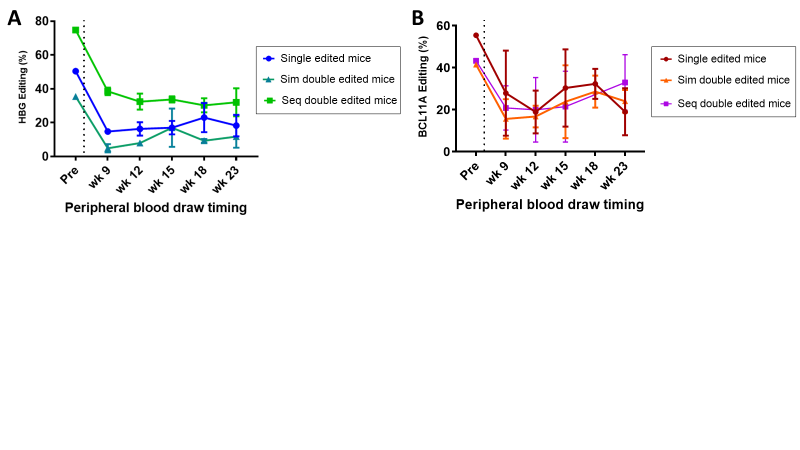 A
HBG Editing (%)
80
60
40
20
0
Pre
wk 9
wk 12
wk 15
wk 18
wk 23
Peripheral blood draw timing
Single edited mice
Sim double edited mice
Seq double edited mice
B
BCL11A Editing (%)
60
40
20
0
Pre
wk 9
wk 12
wk 15
wk 18
wk 23
Peripheral blood draw timing
Single edited mice
Sim double edited mice
Seq double edited mice